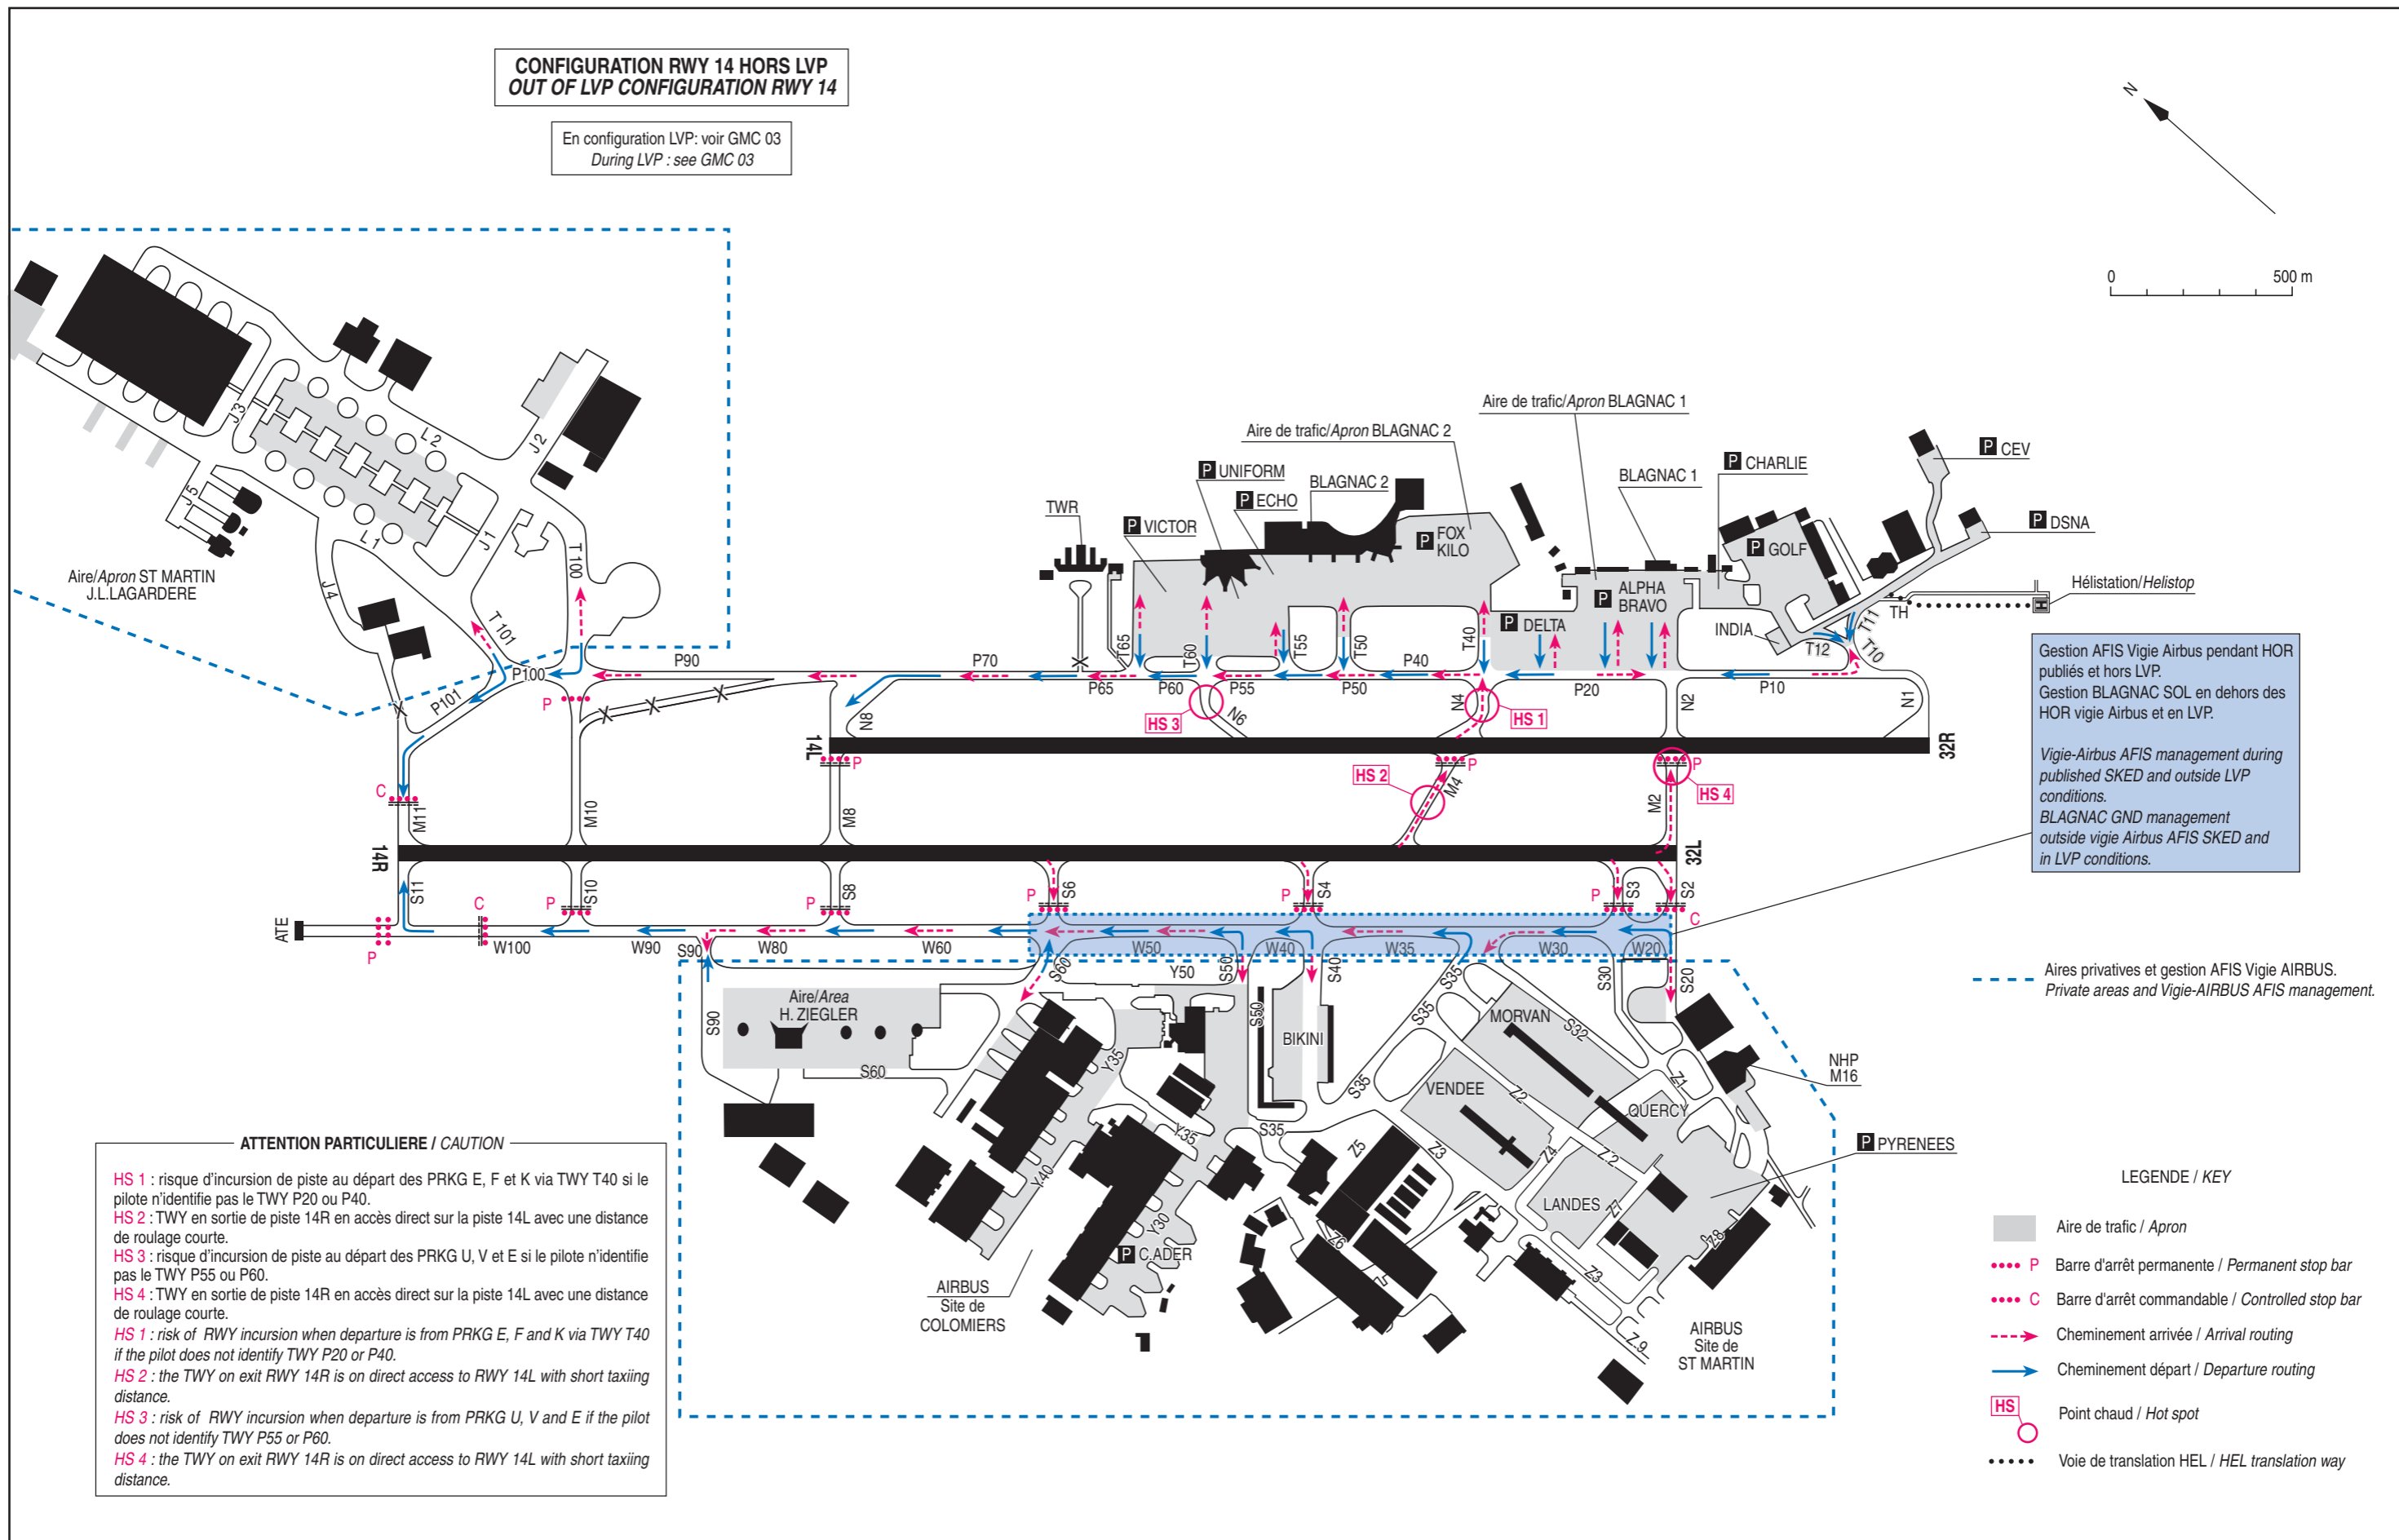 CONFIGURATION RWY 14 HORS LVP
OUT OF LVP CONFIGURATION RWY 14
En configuration LVP: voir GMC 03
During LVP : see GMC 03
N
0 500 m
Aire de trafic/Apron BLAGNAC 1
Aire de trafic/Apron BLAGNAC 2
P UNIFORM
P ECHO
BLAGNAC 2
BLAGNAC 1
P CHARLIE
P CEV
TWR
P VICTOR
P FOX
KILO
P GOLF
P DSNA
J3
L2
J2
J5
L1
J1
J4
T100
T 101
Aire/Apron ST MARTIN
J.L.LAGARDERE
ALPHA
P BRAVO
P DELTA
INDIA
TH
Hélistation/Helistop
H
T65
T60
T55
T50
T40
T12
T11
T10
P101
P100
P90
P70
P65
P60
P55
P50
P40
P20
P10
P
N8
HS 3
N6
N4
HS 1
N2
N1
14L
32R
P
HS 2
P
P
HS 4
C
M11
M10
M8
M4
M2
14R
32L
S11
S10
S8
S6
S4
S3
S2
C
P
P
P
P
P
C
ATE
P
W100
W90
S90
W80
W60
W50
W40
W35
W30
W20
S60
Y50
S50
S40
S35
S30
S20
Gestion AFIS Vigie Airbus pendant HOR
publiés et hors LVP.
Gestion BLAGNAC SOL en dehors des
HOR vigie Airbus et en LVP.
Vigie-Airbus AFIS management during
published SKED and outside LVP
conditions.
BLAGNAC GND management
outside vigie Airbus AFIS SKED and
in LVP conditions.
Aires privatives et gestion AFIS Vigie AIRBUS.
Private areas and Vigie-AIRBUS AFIS management.
Aire/Area
H. ZIEGLER
S90
S60
S50
BIKINI
S35
MORVAN
S32
Y35
S35
VENDEE
Z2
Z1
QUERCY
NHP
M16
Y35
S35
Z5
Z3
Z4
Z.2
P PYRENEES
Y40
Y30
LANDES
Z7
Z8
Z6
Z3
Z.9
P C.ADER
AIRBUS
Site de
COLOMIERS
AIRBUS
Site de
ST MARTIN
ATTENTION PARTICULIERE / CAUTION
HS 1 : risque d'incursion de piste au départ des PRKG E, F et K via TWY T40 si le
pilote n'identifie pas le TWY P20 ou P40.
HS 2 : TWY en sortie de piste 14R en accès direct sur la piste 14L avec une distance
de roulage courte.
HS 3 : risque d'incursion de piste au départ des PRKG U, V et E si le pilote n'identifie
pas le TWY P55 ou P60.
HS 4 : TWY en sortie de piste 14R en accès direct sur la piste 14L avec une distance
de roulage courte.
HS 1 : risk of RWY incursion when departure is from PRKG E, F and K via TWY T40
if the pilot does not identify TWY P20 or P40.
HS 2 : the TWY on exit RWY 14R is on direct access to RWY 14L with short taxiing
distance.
HS 3 : risk of RWY incursion when departure is from PRKG U, V and E if the pilot
does not identify TWY P55 or P60.
HS 4 : the TWY on exit RWY 14R is on direct access to RWY 14L with short taxiing
distance.
LEGENDE / KEY
Aire de trafic / Apron
P Barre d'arrêt permanente / Permanent stop bar
C Barre d'arrêt commandable / Controlled stop bar
Cheminement arrivée / Arrival routing
Cheminement départ / Departure routing
HS Point chaud / Hot spot
Voie de translation HEL / HEL translation way